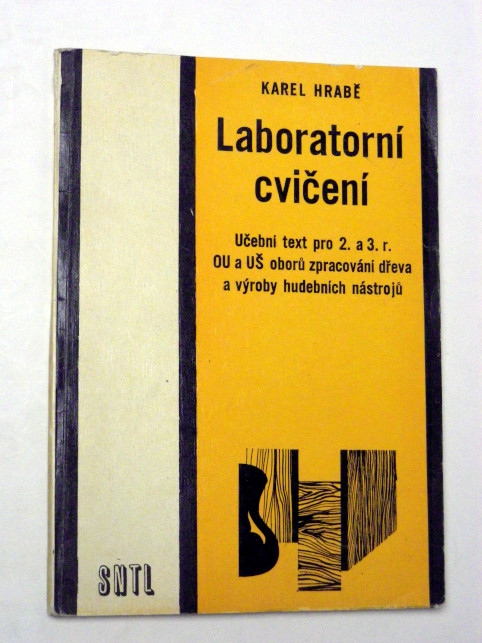 KAREL HRABĚ
Laboratorní
cvičení
Učební text pro 2. a 3. r.
OU a UŠ oborů zpracování dřeva
a výroby hudebních nástrojů
SNTL